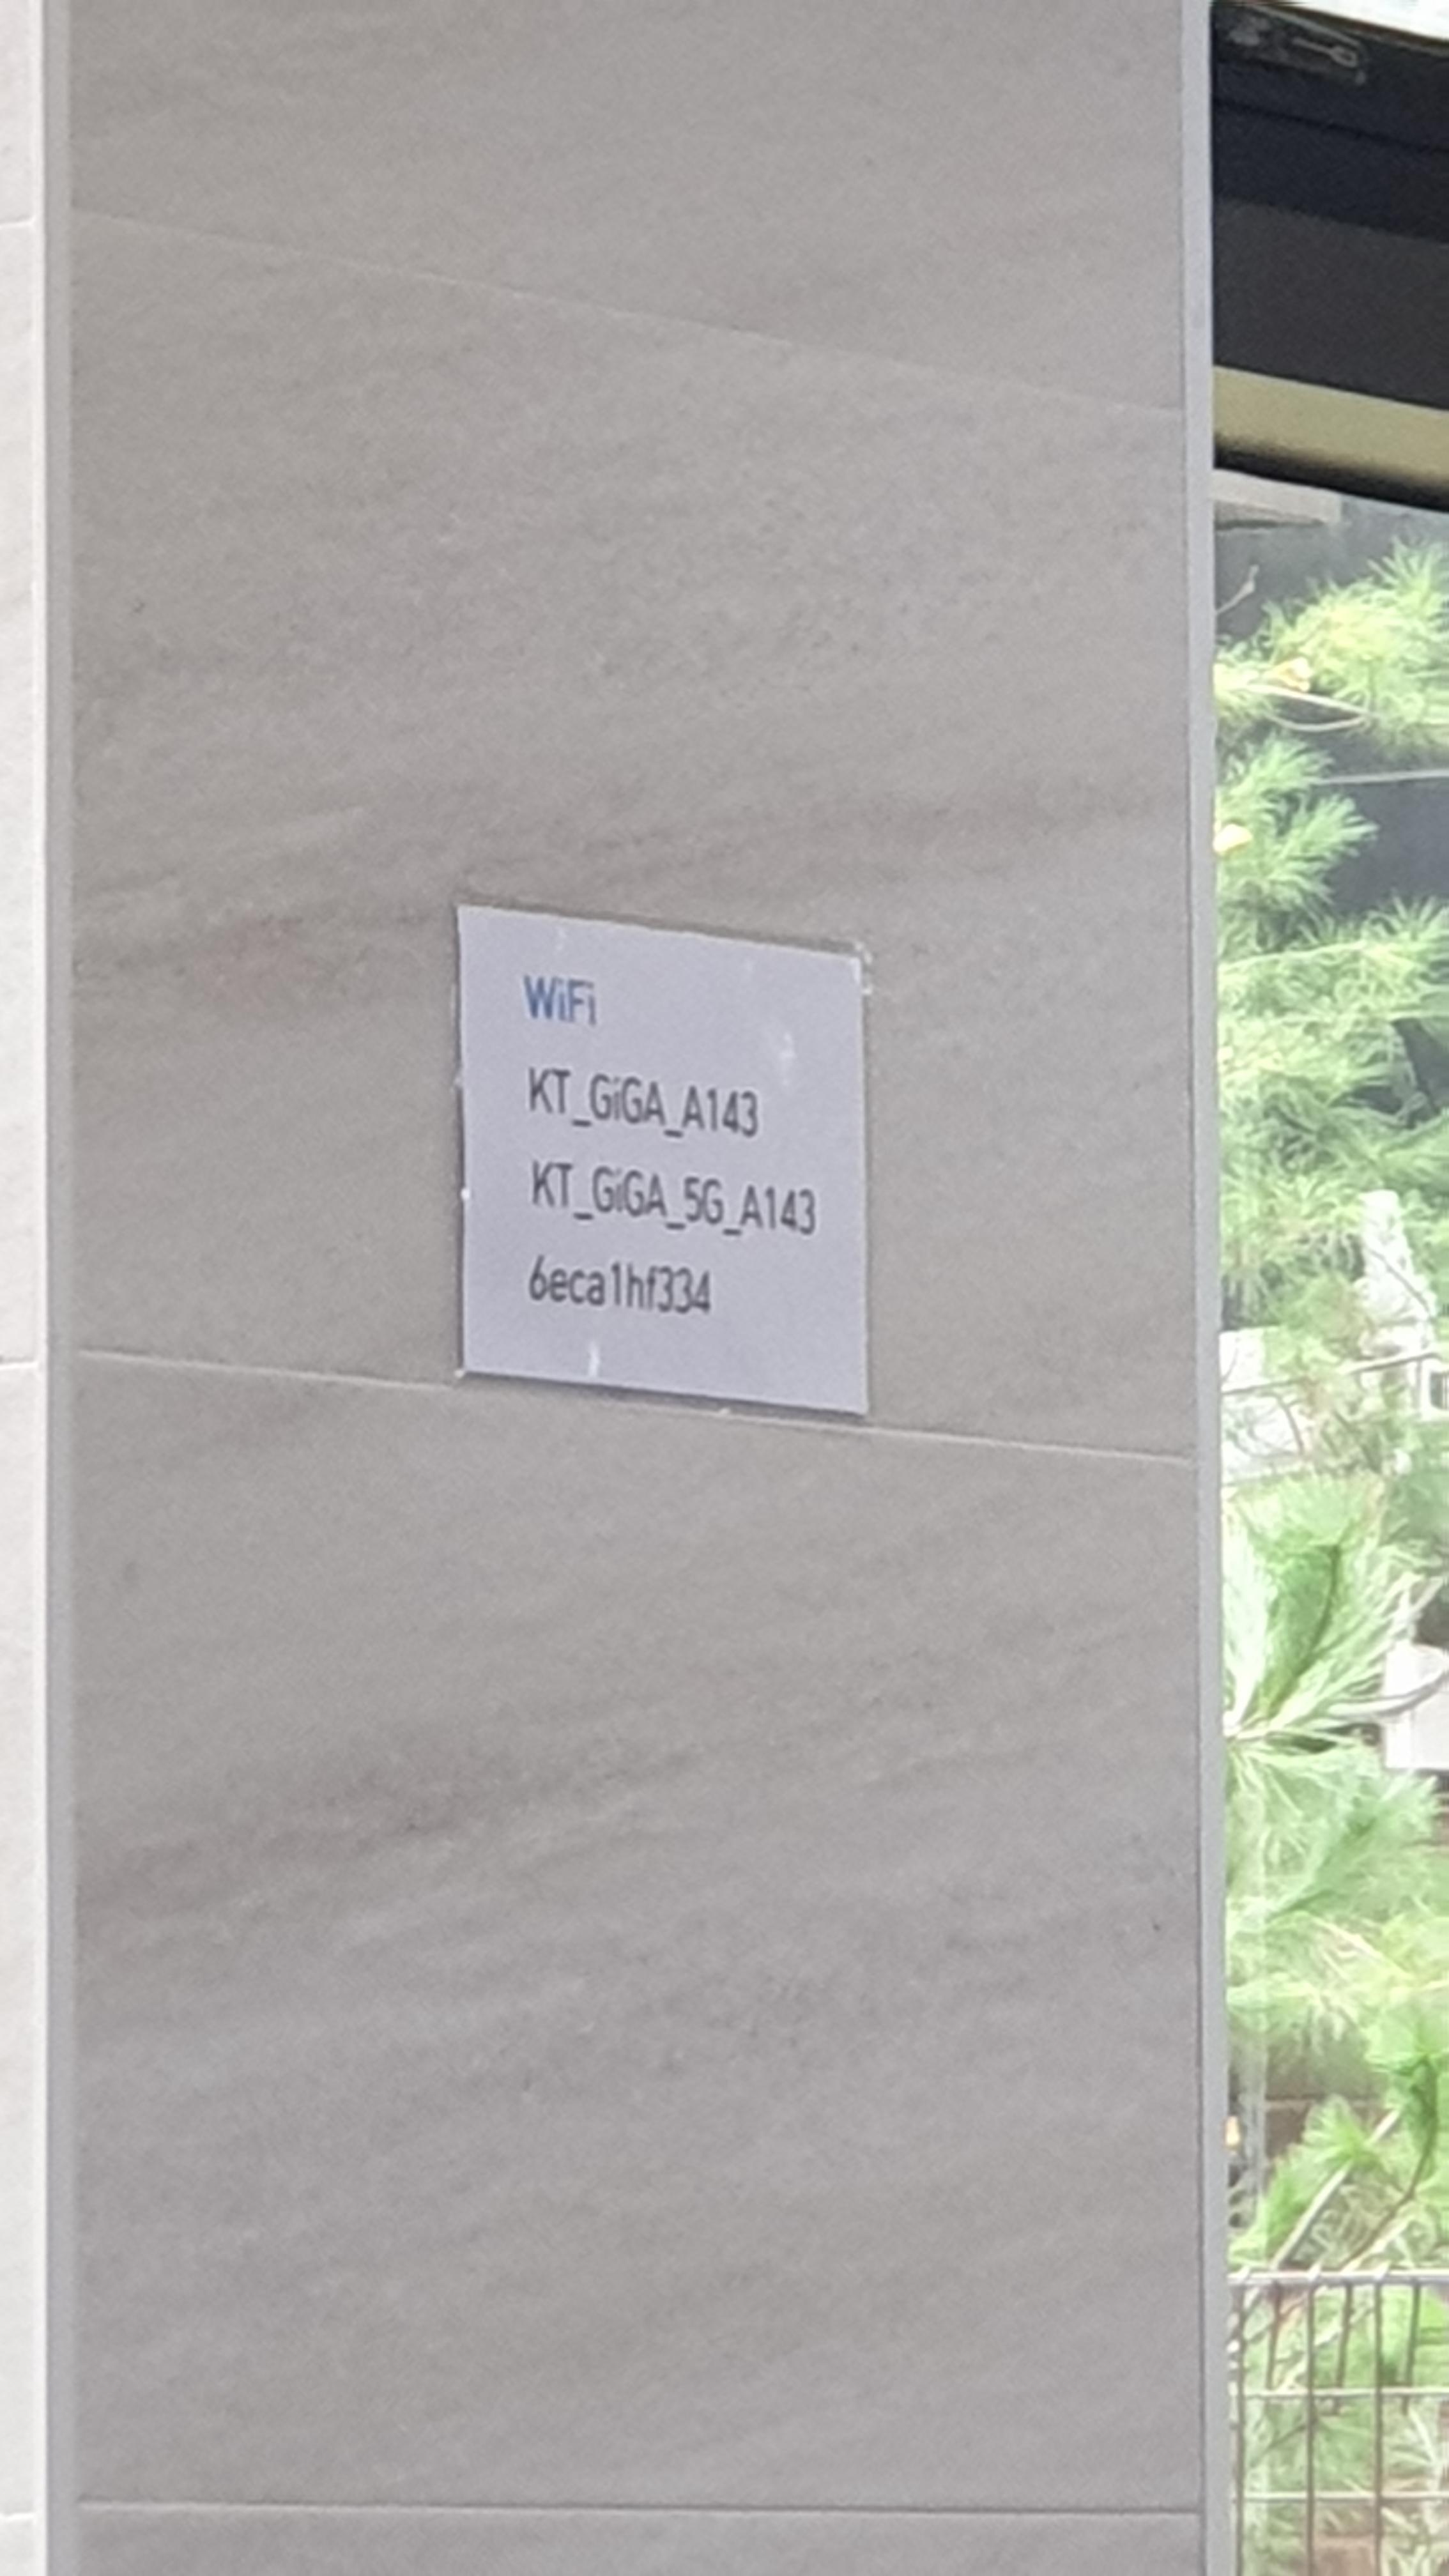 WiFi
KT_GiGA_A143
KT_GiGA_5G_A143
6eca1hf334